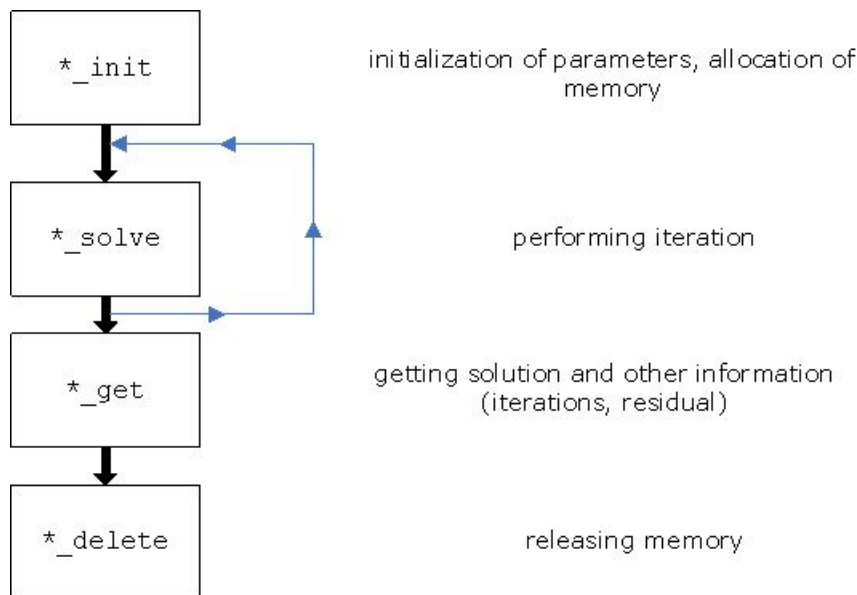 *_init
initialization of parameters, allocation of
memory
*_solve
performing iteration
*_get
getting solution and other information
(iterations, residual)
*_delete
releasing memory